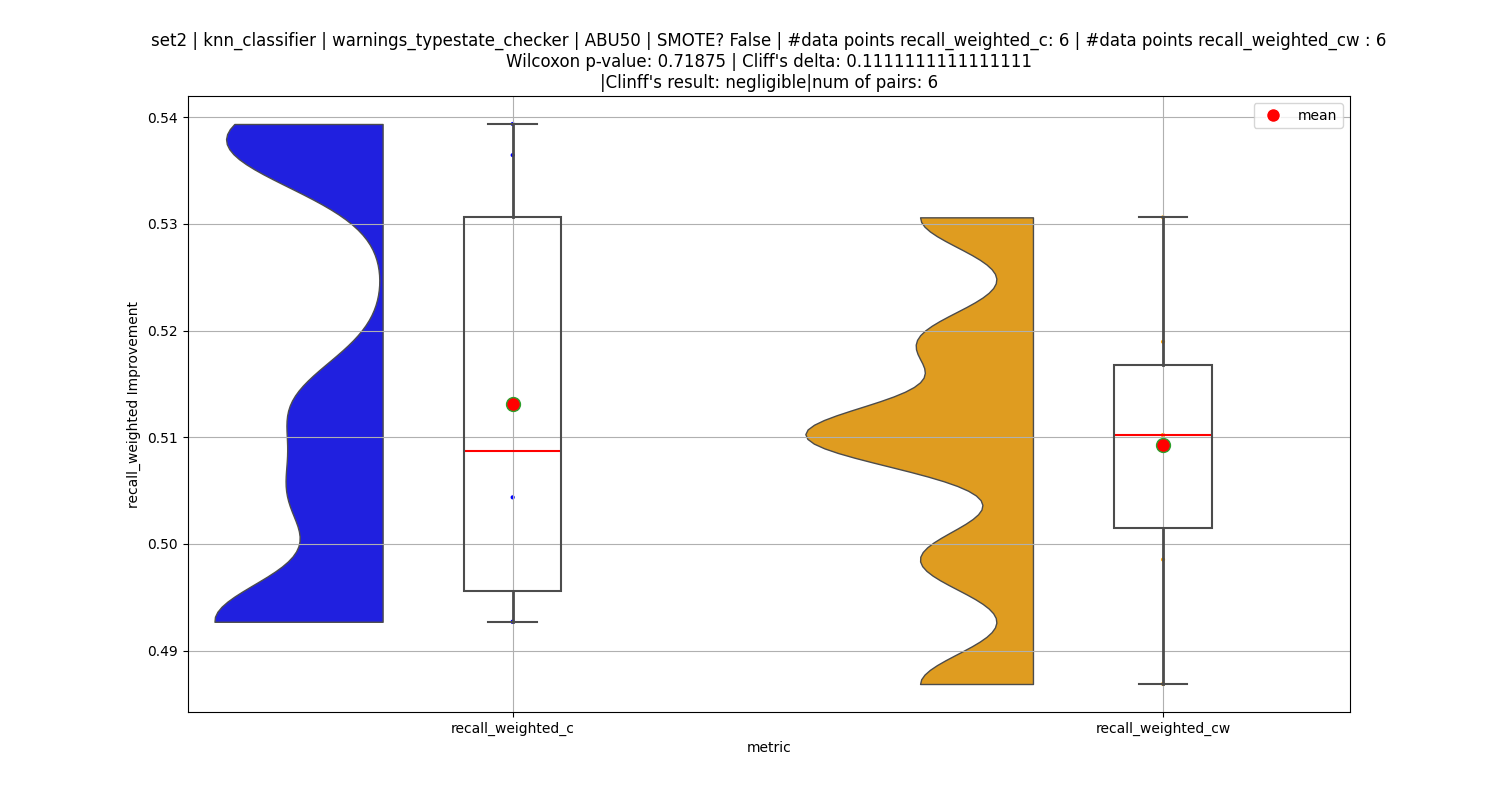 set2 | knn_classifier | warnings_typestate_checker | ABU50 | SMOTE? False | #data points recall_weighted_c: 6 | #data points recall_weighted_cw : 6
Wilcoxon p-value: 0.71875 | Cliff's delta: 0.1111111111111111
|Clinff's result: negligible|num of pairs: 6
mean
0.54
0.53
0.52
0.51
0.50
0.49
recall_weighted Improvement
recall_weighted_c
recall_weighted_cw
metric